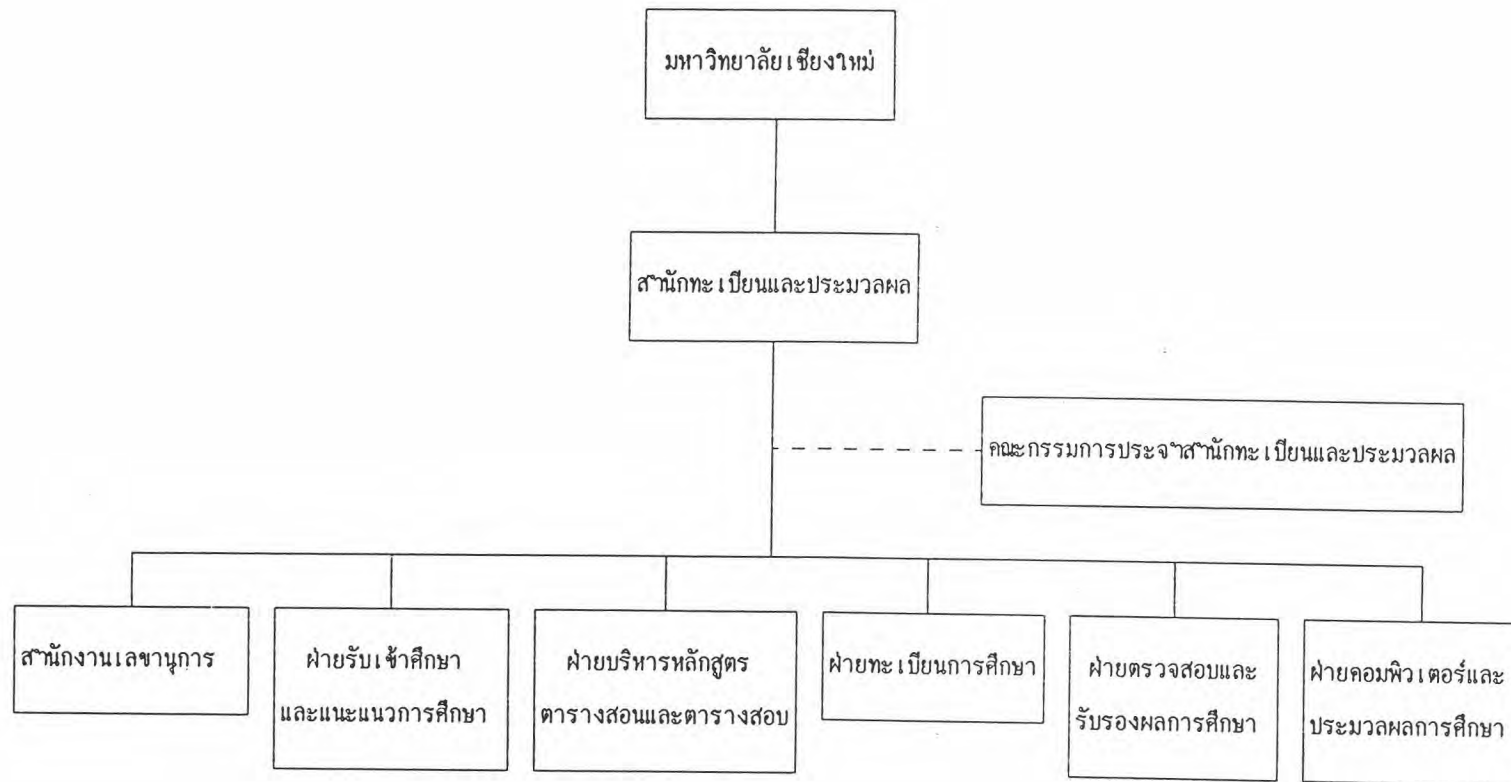 มหาวิทยาลัยเชียงใหม่
สำนักทะเบียนและประมวลผล
คณะกรรมการประจำสำนักทะเบียนและประมวลผล
สำนักงานเลขานุการ
ฝ่ายรับเข้าศึกษา
และแนะแนวการศึกษา
ฝ่ายบริหารหลักสูตร
ตารางสอนและตารางสอบ
ฝ่ายทะเบียนการศึกษา
ฝ่ายตรวจสอบและ
รับรองผลการศึกษา
ฝ่ายคอมพิวเตอร์และ
ประมวลผลการศึกษา